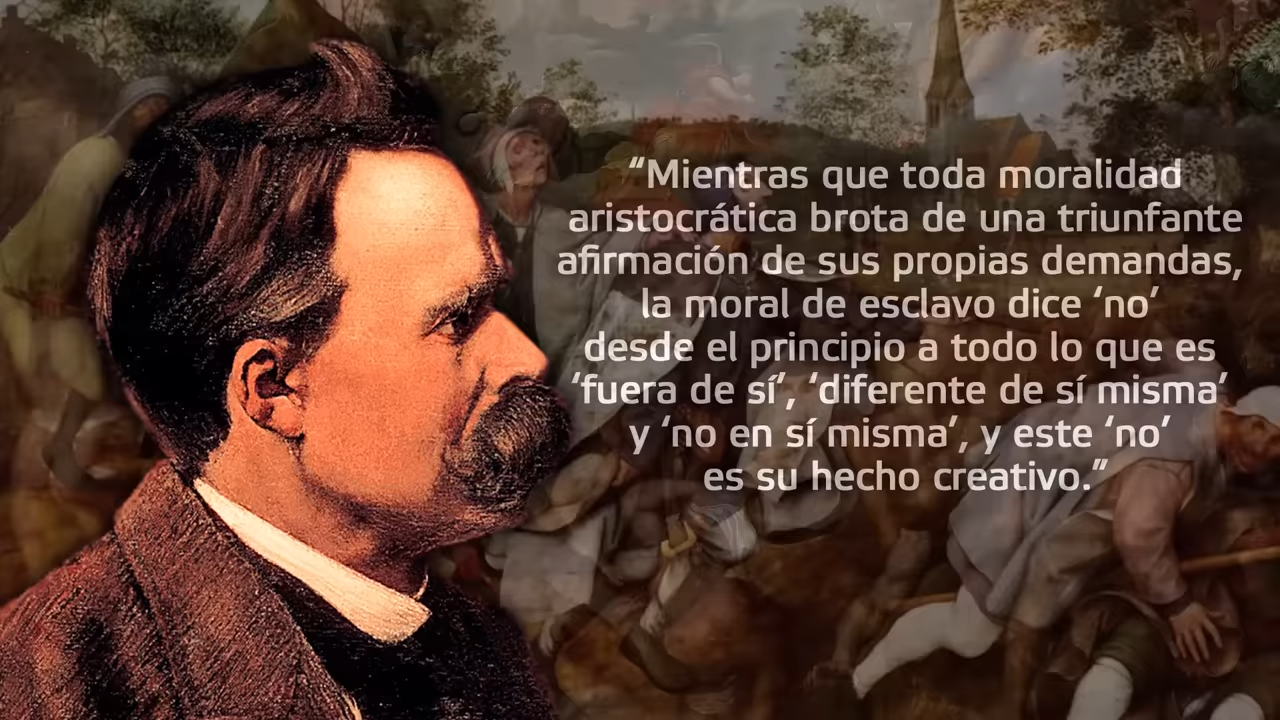 “Mientras que toda moralidad
aristocrática brota de una triunfante
afirmación de sus propias demandas,
la moral de esclavo dice ‘no’
desde el principio a todo lo que es
‘fuera de sí’, ‘diferente de sí misma’
y ‘no en sí misma’, y este ‘no’
es su hecho creativo.”